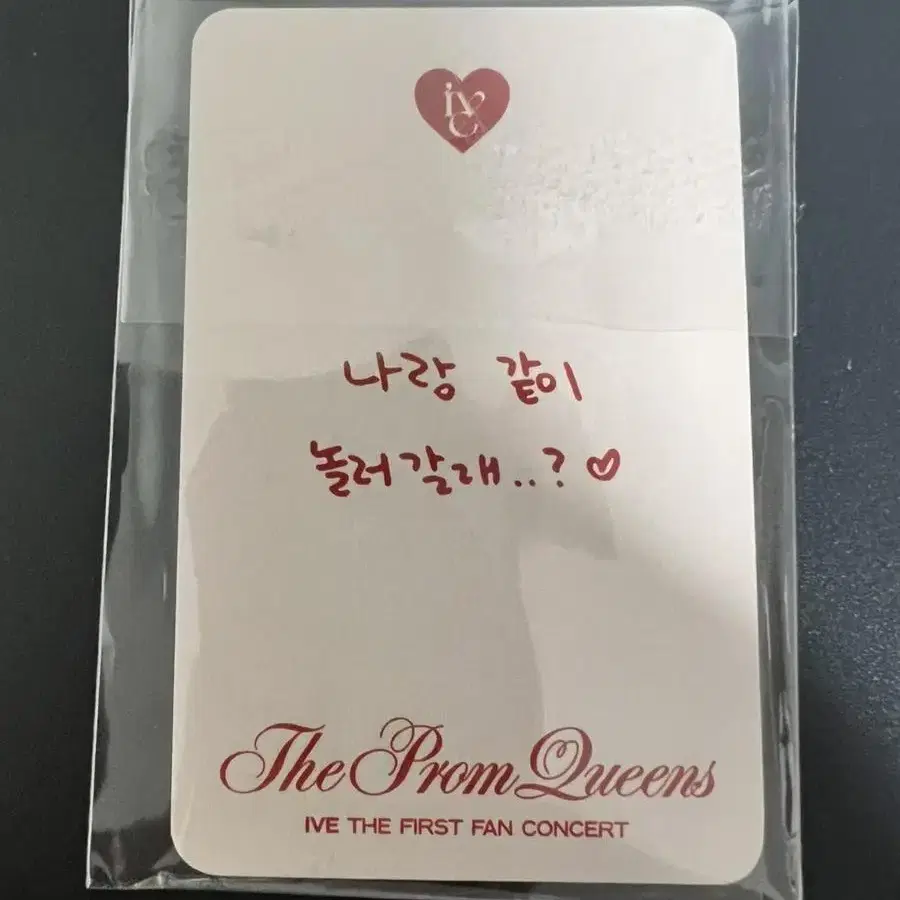 IVE
나랑 같이
놀러갈래..? ♡
The Prom Queens
IVE THE FIRST FAN CONCERT